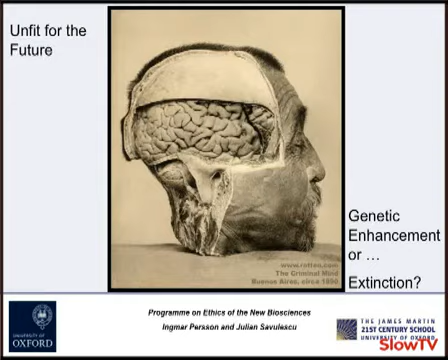 Unfit for the
Future
www.rotten.com
The Criminal Mind
Buenos Aires, circa 1890
Genetic
Enhancement
or ...
Extinction?
UNIVERSITY OF
OXFORD
Programme on Ethics of the New Biosciences
Ingmar Persson and Julian Savulescu
THE JAMES MARTIN
21ST CENTURY SCHOOL
UNIVERSITY OF OXFORD
SlowTV